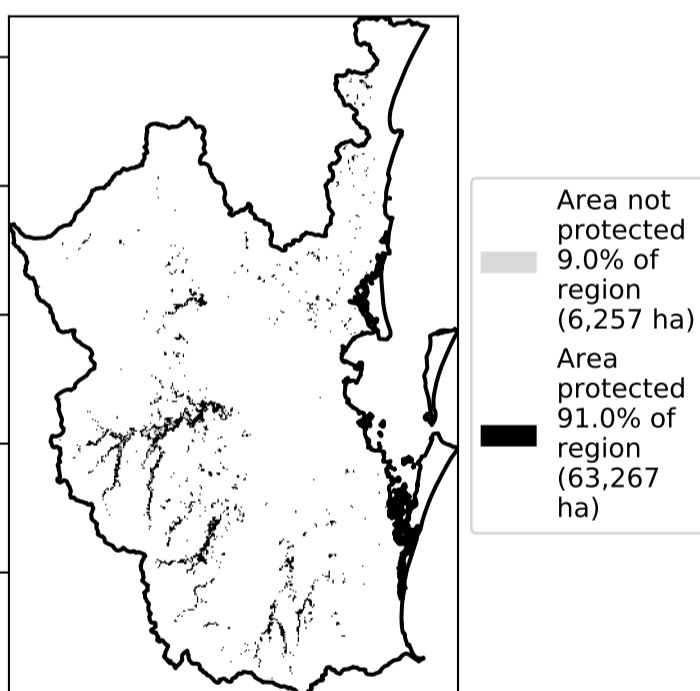 Area not
protected
9.0% of
region
(6,257 ha)
Area
protected
91.0% of
region
(63,267
ha)